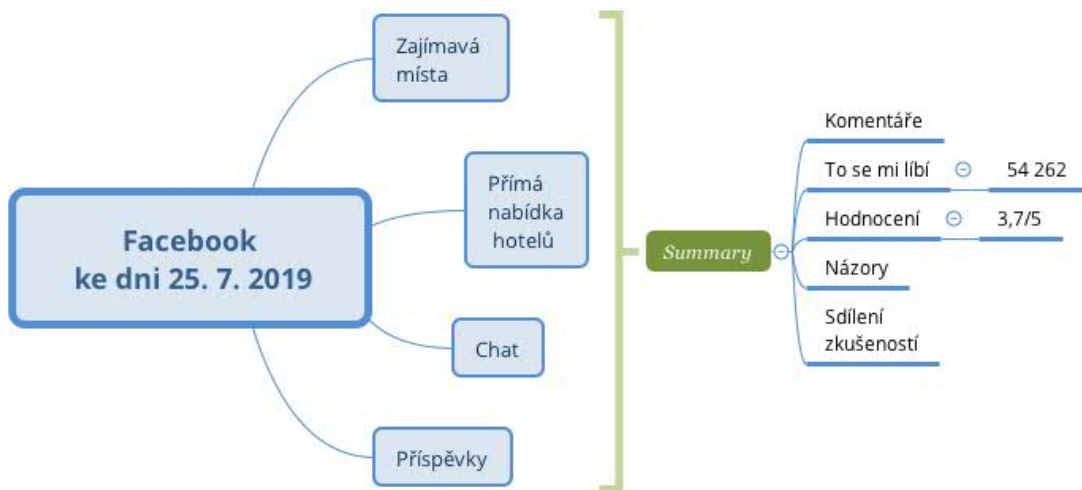 Facebook
ke dni 25. 7. 2019
Zajímavá
místa
Přímá
nabídka
hotelů
Chat
Příspěvky
Summary
Komentáře
To se mi líbí
54 262
Hodnocení
3,7/5
Názory
Sdílení
zkušeností